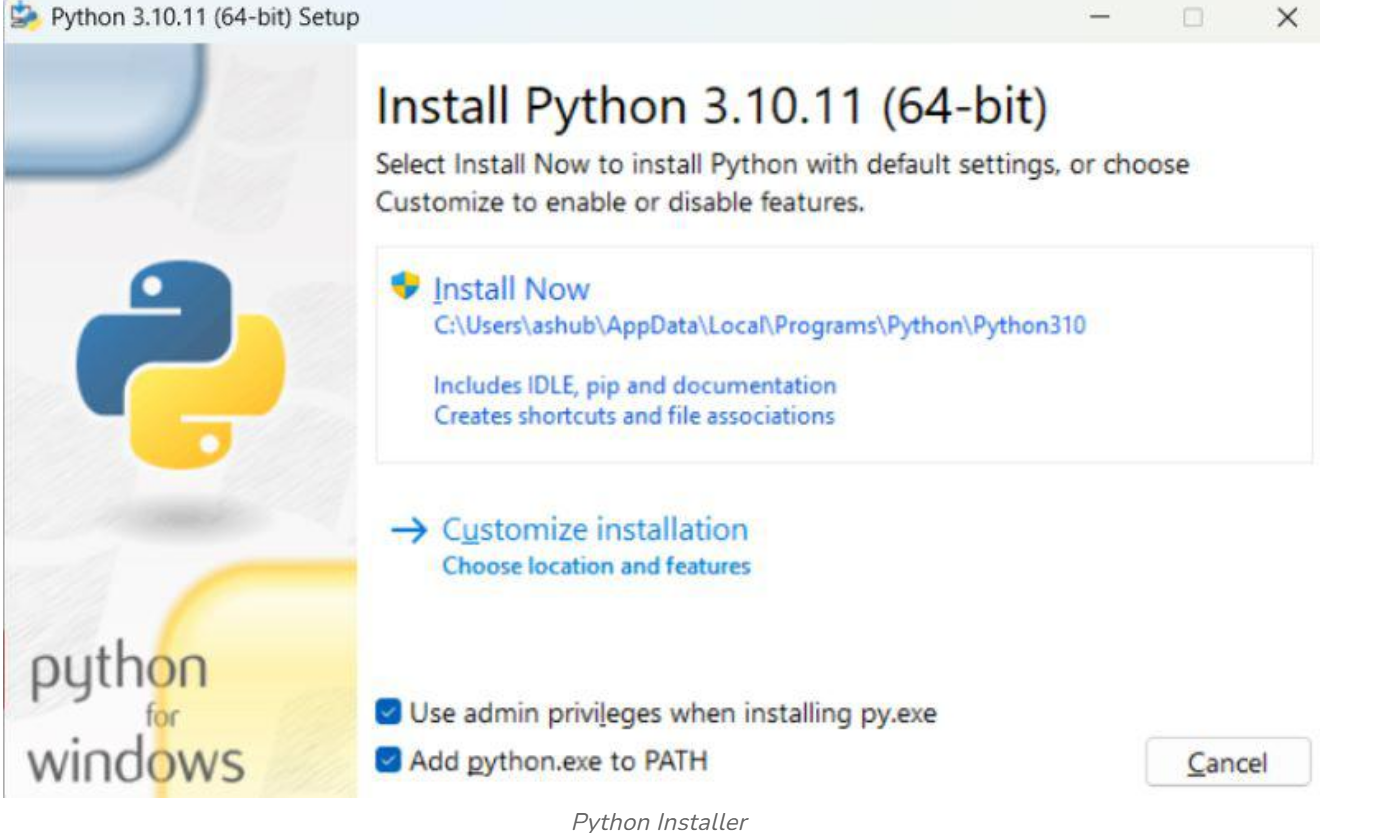 Python 3.10.11 (64-bit) Setup
Install Python 3.10.11 (64-bit)
Select Install Now to install Python with default settings, or choose
Customize to enable or disable features.
Install Now
C:\Users\ashub\AppData\Local\Programs\Python\Python310
Includes IDLE, pip and documentation
Creates shortcuts and file associations
Customize installation
Choose location and features
python
for
windows
Use admin privileges when installing py.exe
Add python.exe to PATH
Cancel
Python Installer